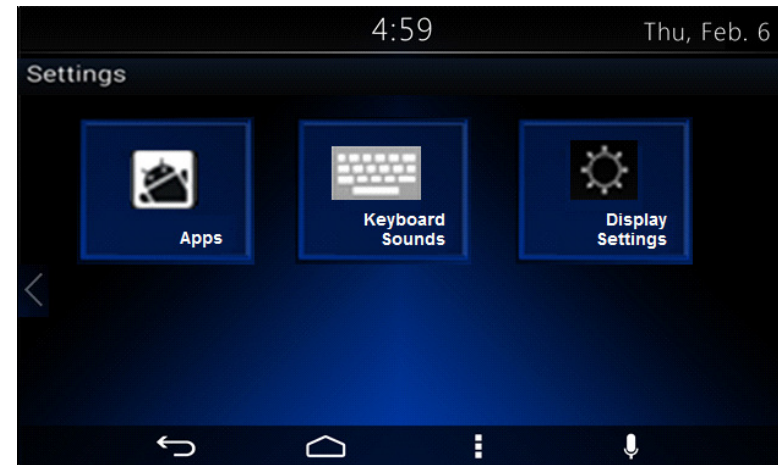 4:59
Thu, Feb. 6
Settings
Apps
Keyboard
Sounds
Display
Settings